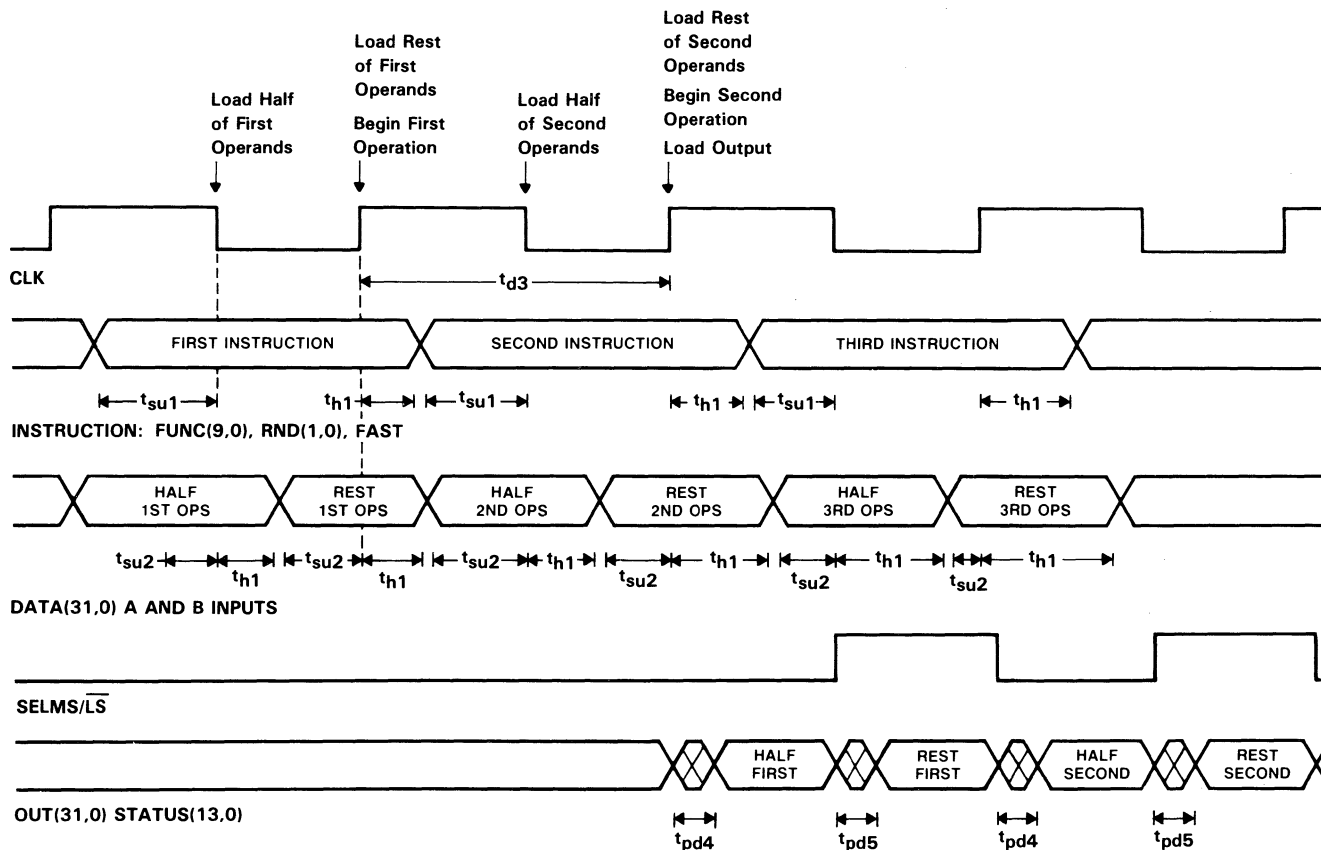 Load Half
of First
Operands
Load Rest
of First
Operands
Begin First
Operation
Load Half
of Second
Operands
Load Rest
of Second
Operands
Begin Second
Operation
Load Output
CLK
td3
FIRST INSTRUCTION
SECOND INSTRUCTION
THIRD INSTRUCTION
tsu1
th1
tsu1
th1
tsu1
th1
INSTRUCTION: FUNC(9,0), RND(1,0), FAST
HALF
1ST OPS
REST
1ST OPS
HALF
2ND OPS
REST
2ND OPS
HALF
3RD OPS
REST
3RD OPS
tsu2
th1
tsu2
th1
tsu2
th1
tsu2
th1
tsu2
th1
tsu2
th1
DATA(31,0) A AND B INPUTS
SELMS/LS
HALF
FIRST
REST
FIRST
HALF
SECOND
REST
SECOND
OUT(31,0) STATUS(13,0)
tpd4
tpd5
tpd4
tpd5